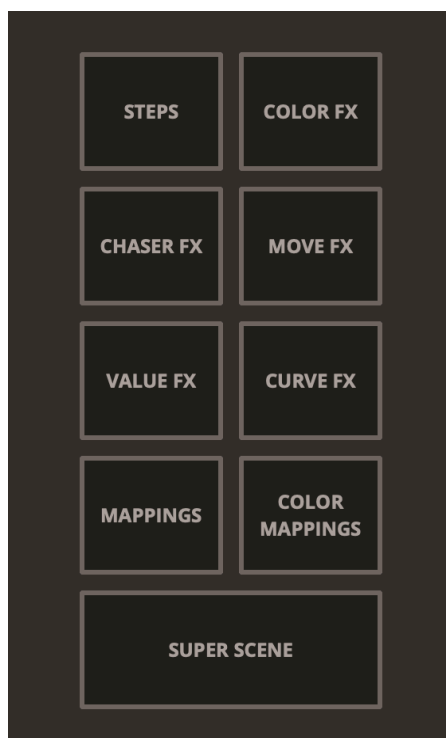 STEPS
COLOR FX
CHASER FX
MOVE FX
VALUE FX
CURVE FX
MAPPINGS
COLOR
MAPPINGS
SUPER SCENE